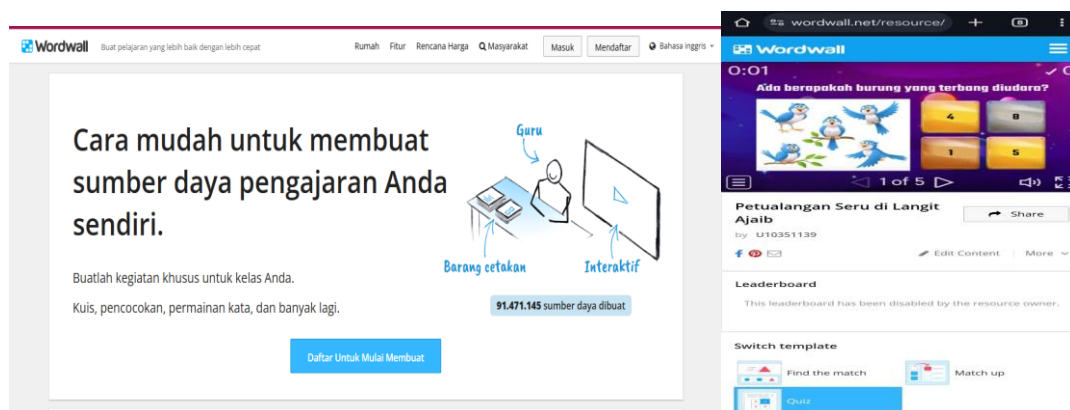 Wordwall Buat pelajaran yang lebih baik dengan lebih cepat
Rumah Fitur Rencana Harga Masyarakat Masuk Mendaftar Bahasa inggris
Cara mudah untuk membuat
sumber daya pengajaran Anda
sendiri.
Buatlah kegiatan khusus untuk kelas Anda.
Kuis, pencocokan, permainan kata, dan banyak lagi.
Guru
Barang cetakan
Interaktif
91.471.145 sumber daya dibuat
Daftar Untuk Mulai Membuat
wordwall.net/resource/
Wordwall
0:01
Ada berapakah burung yang terbang diudara?
4
8
1
5
1 of 5
Petualangan Seru di Langit
Ajaib
Share
by U10351139
Edit Content More
Leaderboard
This leaderboard has been disabled by the resource owner.
Switch template
Find the match
Match up
Quiz